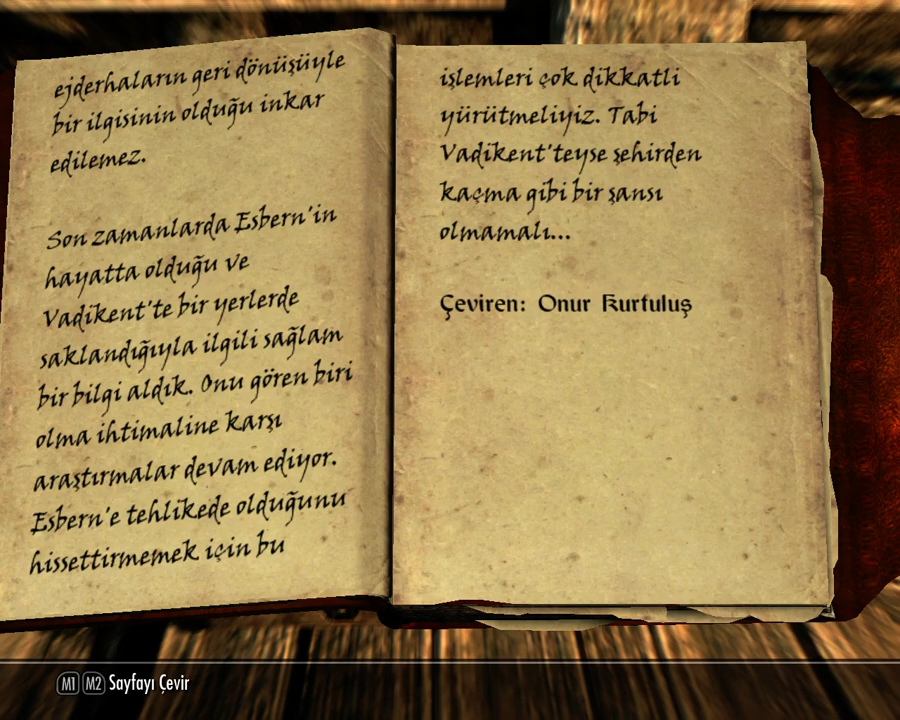 ejderhaların geri dönüşüyle
bir ilgisinin olduğu inkar
edilemez.
Son zamanlarda Esbern'in
hayatta olduğu ve
Vadikent'te bir yerlerde
saklandığıyla ilgili sağlam
bir bilgi aldık. Onu gören biri
olma ihtimaline karşı
araştırmalar devam ediyor.
Esbern'e tehlikede olduğunu
hissettirmemek için bu
işlemleri çok dikkatli
yürütmeliyiz. Tabi
Vadikent'teyse şehirden
kaçma gibi bir şansı
olmamalı...
Çeviren: Onur Kurtuluş
M1 M2 Sayfayı Çevir